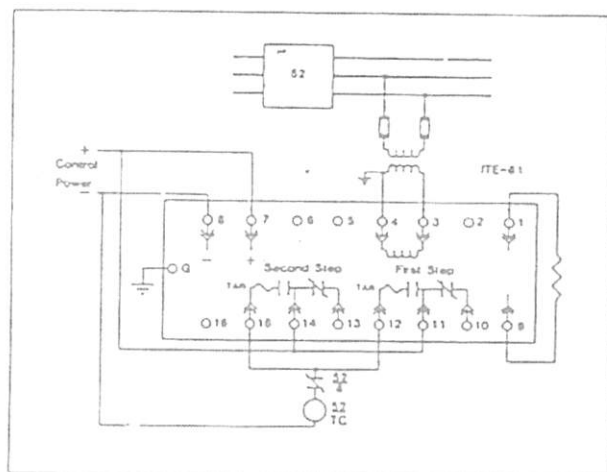 52
+
Control
Power
−
ITE-81
8 7 6 5 4 3 2 1
− +
G
Second Step First Step
16 15 14 13 12 11 10 9
52
4
52
TC